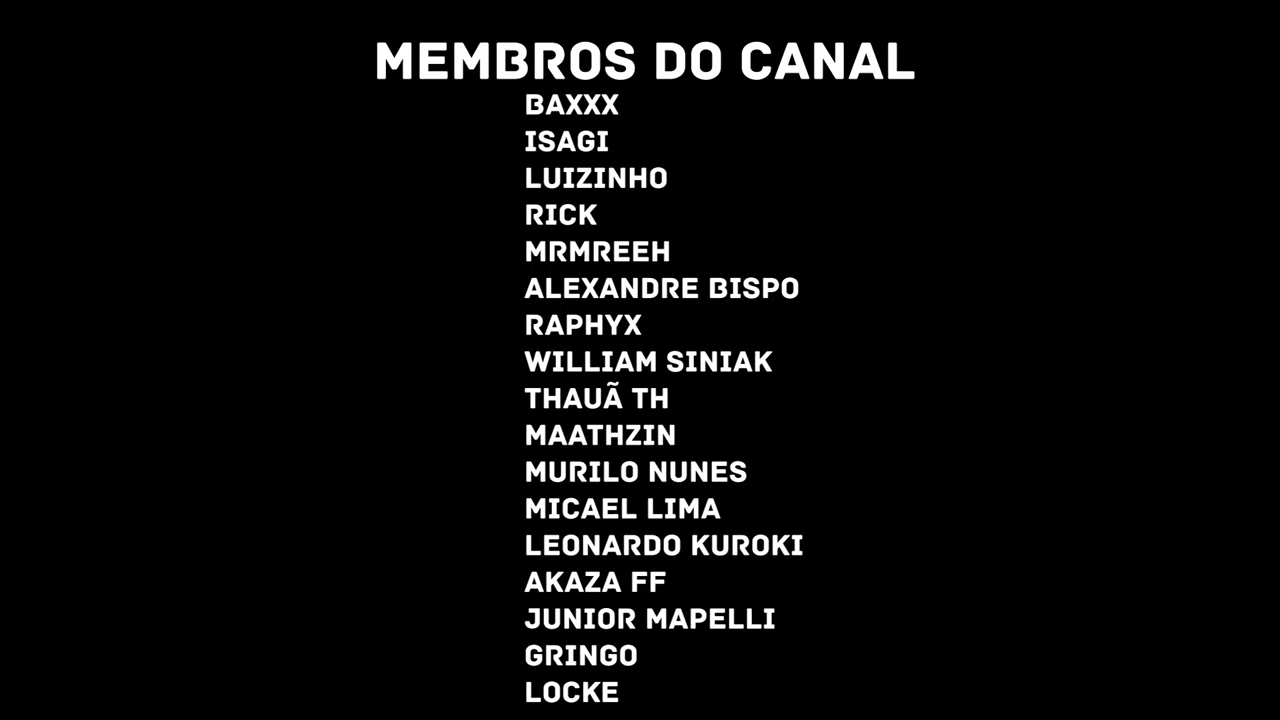 MEMBROS DO CANAL
BAXXX
ISAGI
LUIZINHO
RICK
MRMREEH
ALEXANDRE BISPO
RAPHYX
WILLIAM SINIAK
THAUÃ TH
MAATHZIN
MURILO NUNES
MICAEL LIMA
LEONARDO KUROKI
AKAZA FF
JUNIOR MAPELLI
GRINGO
LOCKE